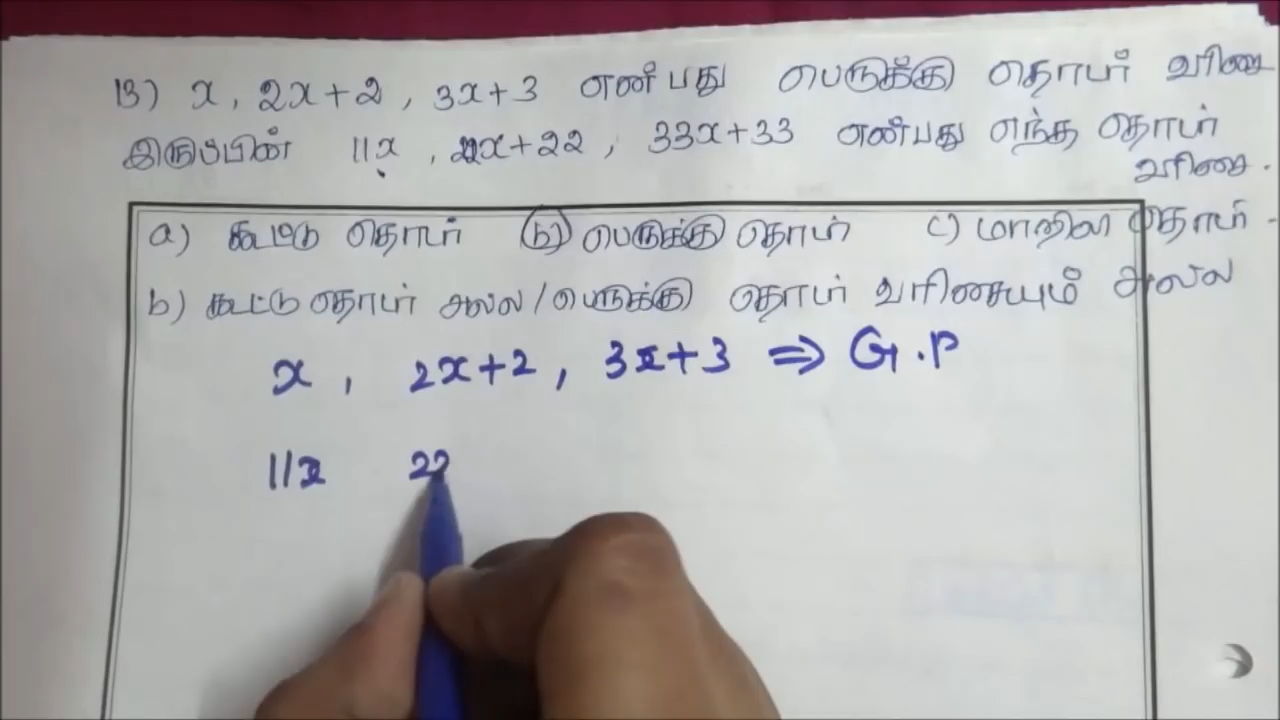 13) x, 2x+2, 3x+3 என்பது பெருக்கு தொடர் வரிசை
இருப்பின் 11x, 22x+22, 33x+33 என்பது எந்த தொடர்
வரிசை.
a) கூட்டு தொடர் b) பெருக்கு தொடர் c) மாறிலி தொடர்.
b) கூட்டு தொடர் அல்ல / பெருக்கு தொடர் வரிசையும் அல்ல
x, 2x+2, 3x+3 ⇒ G.P
11x 22